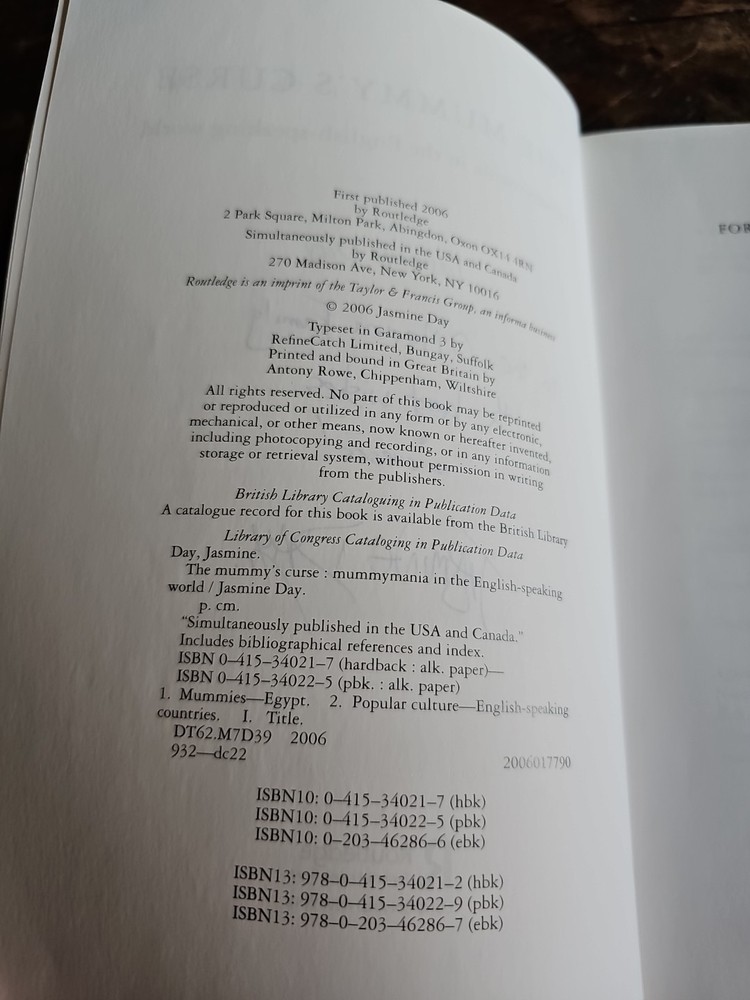 First published 2006
by Routledge
2 Park Square, Milton Park, Abingdon, Oxon OX14 4RN
Simultaneously published in the USA and Canada
by Routledge
270 Madison Ave, New York, NY 10016
Routledge is an imprint of the Taylor & Francis Group, an informa business
© 2006 Jasmine Day
Typeset in Garamond 3 by
RefineCatch Limited, Bungay, Suffolk
Printed and bound in Great Britain by
Antony Rowe, Chippenham, Wiltshire
All rights reserved. No part of this book may be reprinted
or reproduced or utilized in any form or by any electronic,
mechanical, or other means, now known or hereafter invented,
including photocopying and recording, or in any information
storage or retrieval system, without permission in writing
from the publishers.
British Library Cataloguing in Publication Data
A catalogue record for this book is available from the British Library
Library of Congress Cataloging in Publication Data
Day, Jasmine.
The mummy's curse : mummymania in the English-speaking
world / Jasmine Day.
p. cm.
"Simultaneously published in the USA and Canada."
Includes bibliographical references and index.
ISBN 0–415–34021–7 (hardback : alk. paper)—
ISBN 0–415–34022–5 (pbk. : alk. paper)
1. Mummies—Egypt. 2. Popular culture—English-speaking
countries. I. Title.
DT62.M7D39 2006
932—dc22
2006017790
ISBN10: 0–415–34021–7 (hbk)
ISBN10: 0–415–34022–5 (pbk)
ISBN10: 0–203–46286–6 (ebk)
ISBN13: 978–0–415–34021–2 (hbk)
ISBN13: 978–0–415–34022–9 (pbk)
ISBN13: 978–0–203–46286–7 (ebk)
FOR